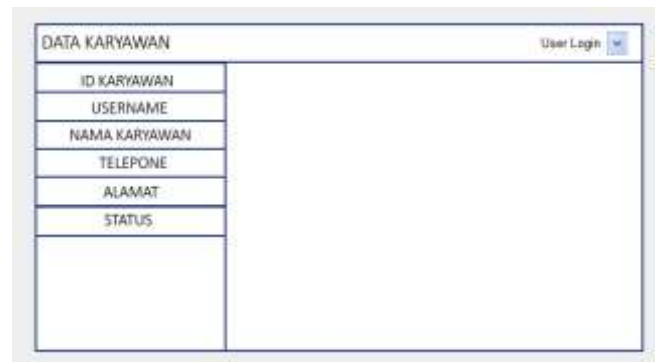 DATA KARYAWAN
User Login
ID KARYAWAN
USERNAME
NAMA KARYAWAN
TELEPONE
ALAMAT
STATUS